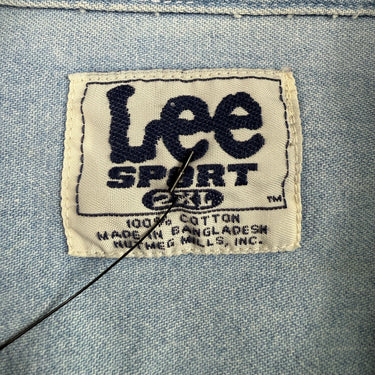 Lee
SPORT
2XL ™
100% COTTON
MADE IN BANGLADESH
NUTMEG MILLS, INC.